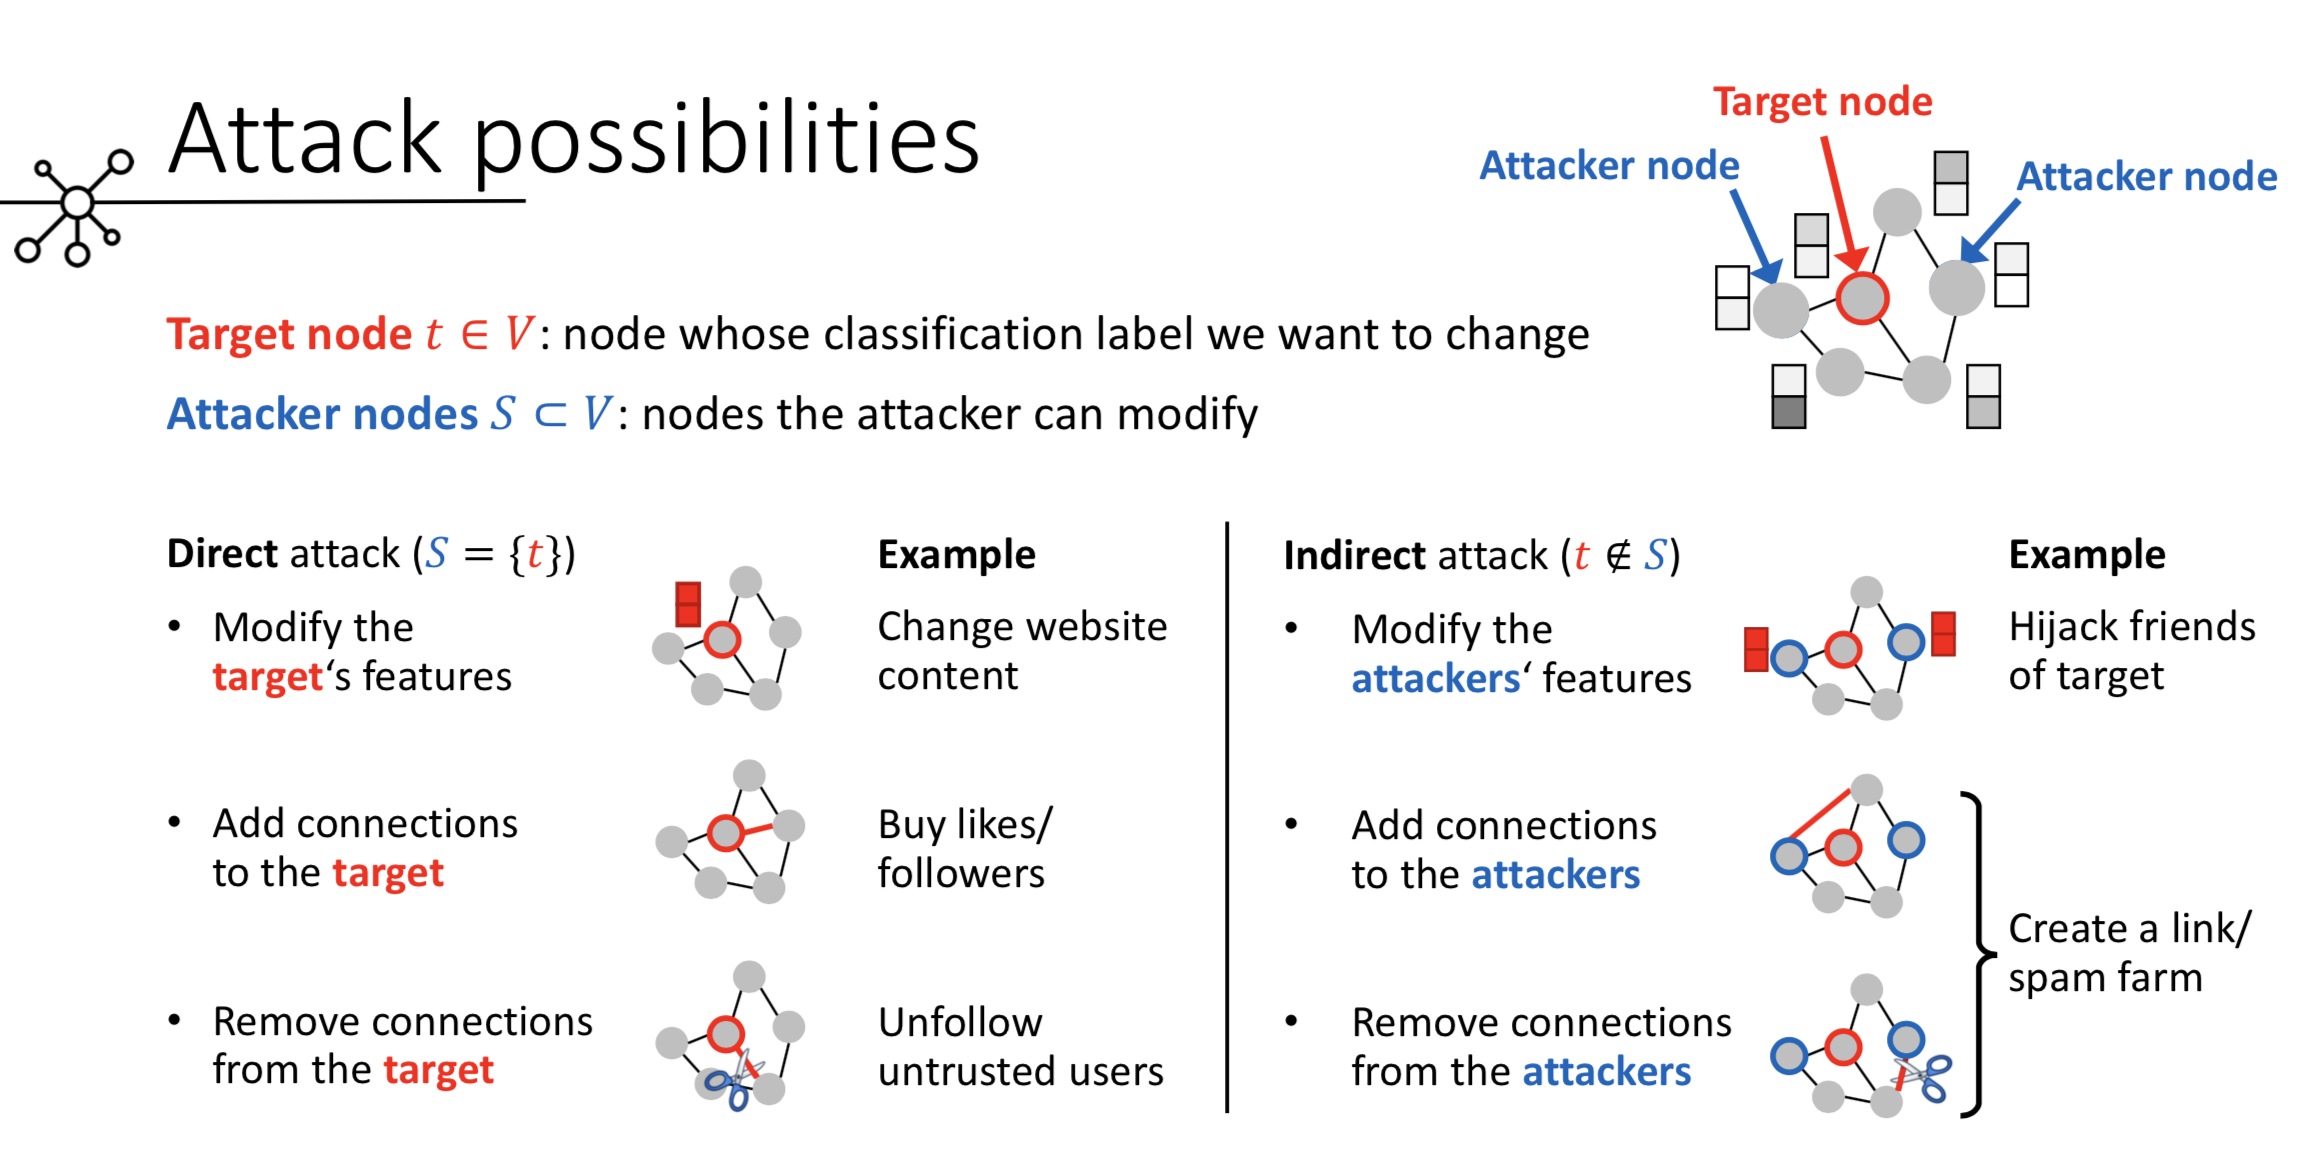 Attack possibilities
Target node
Attacker node
Attacker node
Target node t ∈ V: node whose classification label we want to change
Attacker nodes S ⊂ V: nodes the attacker can modify
Direct attack (S = {t})
Example
• Modify the
target‘s features
Change website
content
• Add connections
to the target
Buy likes/
followers
• Remove connections
from the target
Unfollow
untrusted users
Indirect attack (t ∉ S)
Example
• Modify the
attackers‘ features
Hijack friends
of target
• Add connections
to the attackers
• Remove connections
from the attackers
Create a link/
spam farm